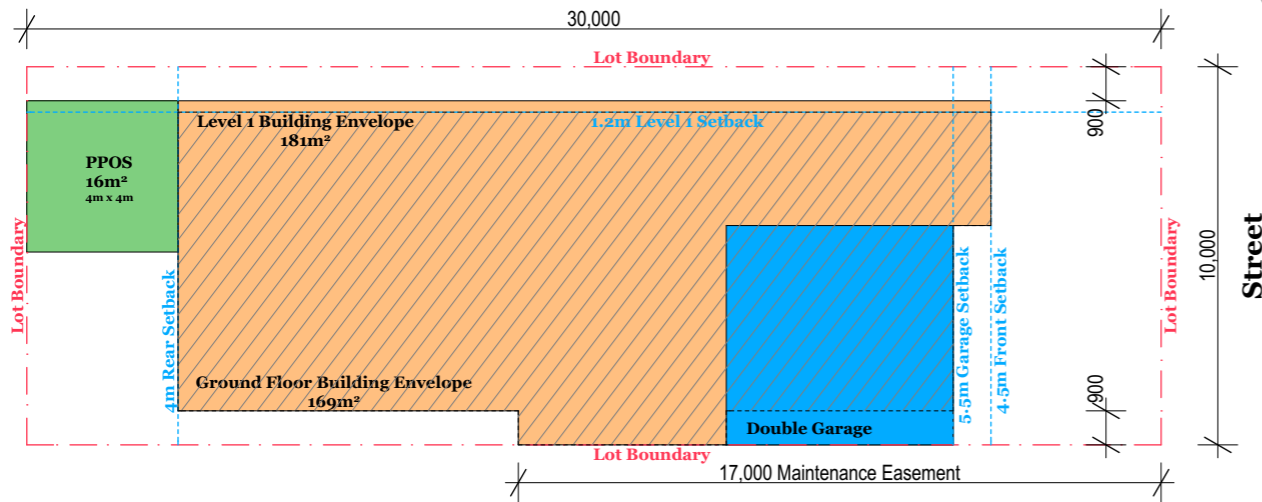 30,000
Lot Boundary
900
Level 1 Building Envelope
181m²
1.2m Level 1 Setback
PPOS
16m²
4m x 4m
Lot Boundary
4m Rear Setback
5.5m Garage Setback
4.5m Front Setback
Lot Boundary
10,000
Street
Ground Floor Building Envelope
169m²
900
Double Garage
Lot Boundary
17,000 Maintenance Easement